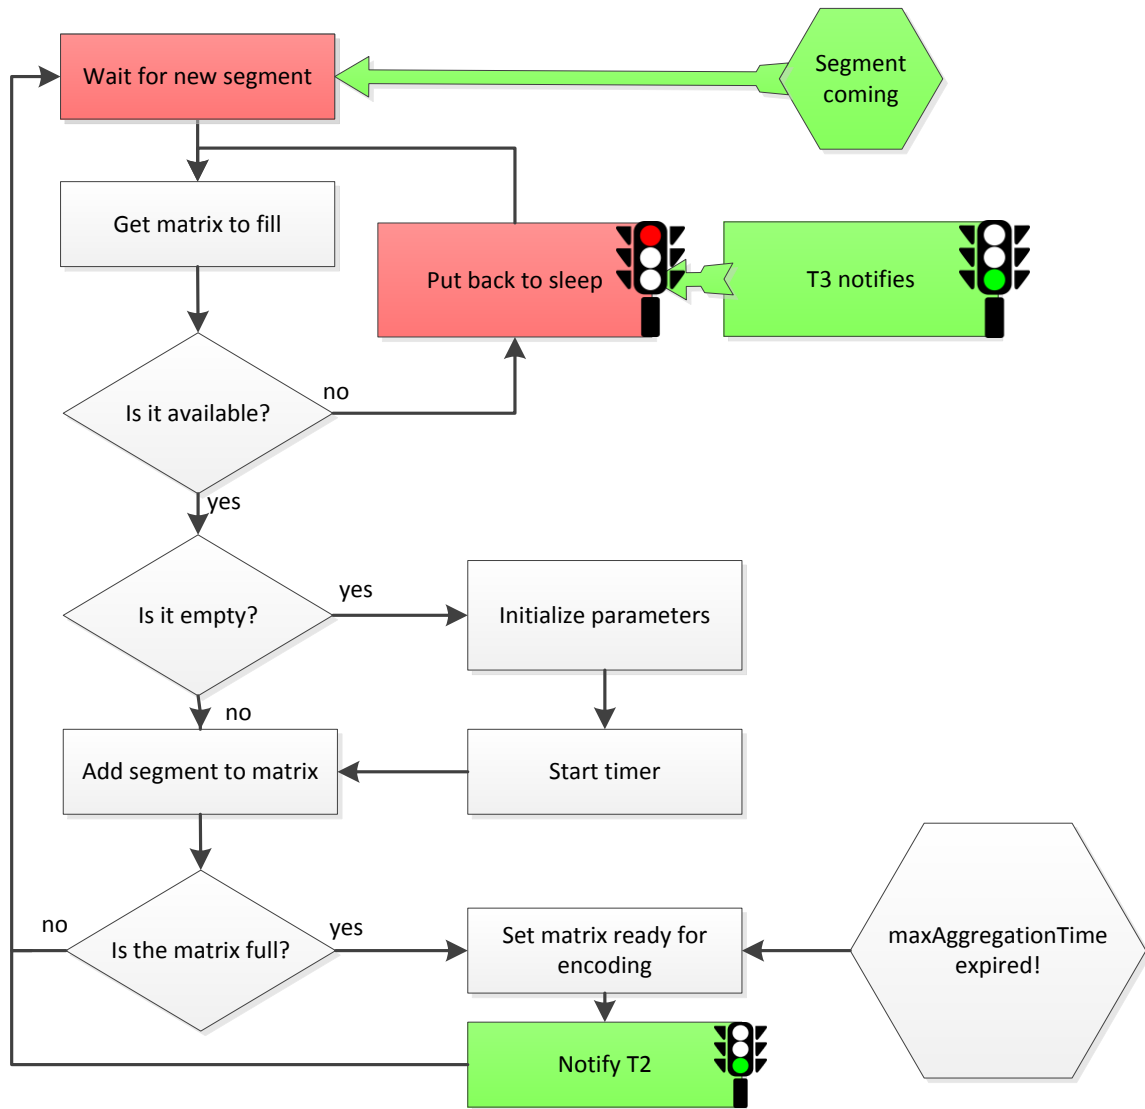 Wait for new segment
Segment
coming
Get matrix to fill
Put back to sleep
T3 notifies
Is it available?
no
yes
Is it empty?
yes
Initialize parameters
no
Add segment to matrix
Start timer
no
Is the matrix full?
yes
Set matrix ready for
encoding
maxAggregationTime
expired!
Notify T2